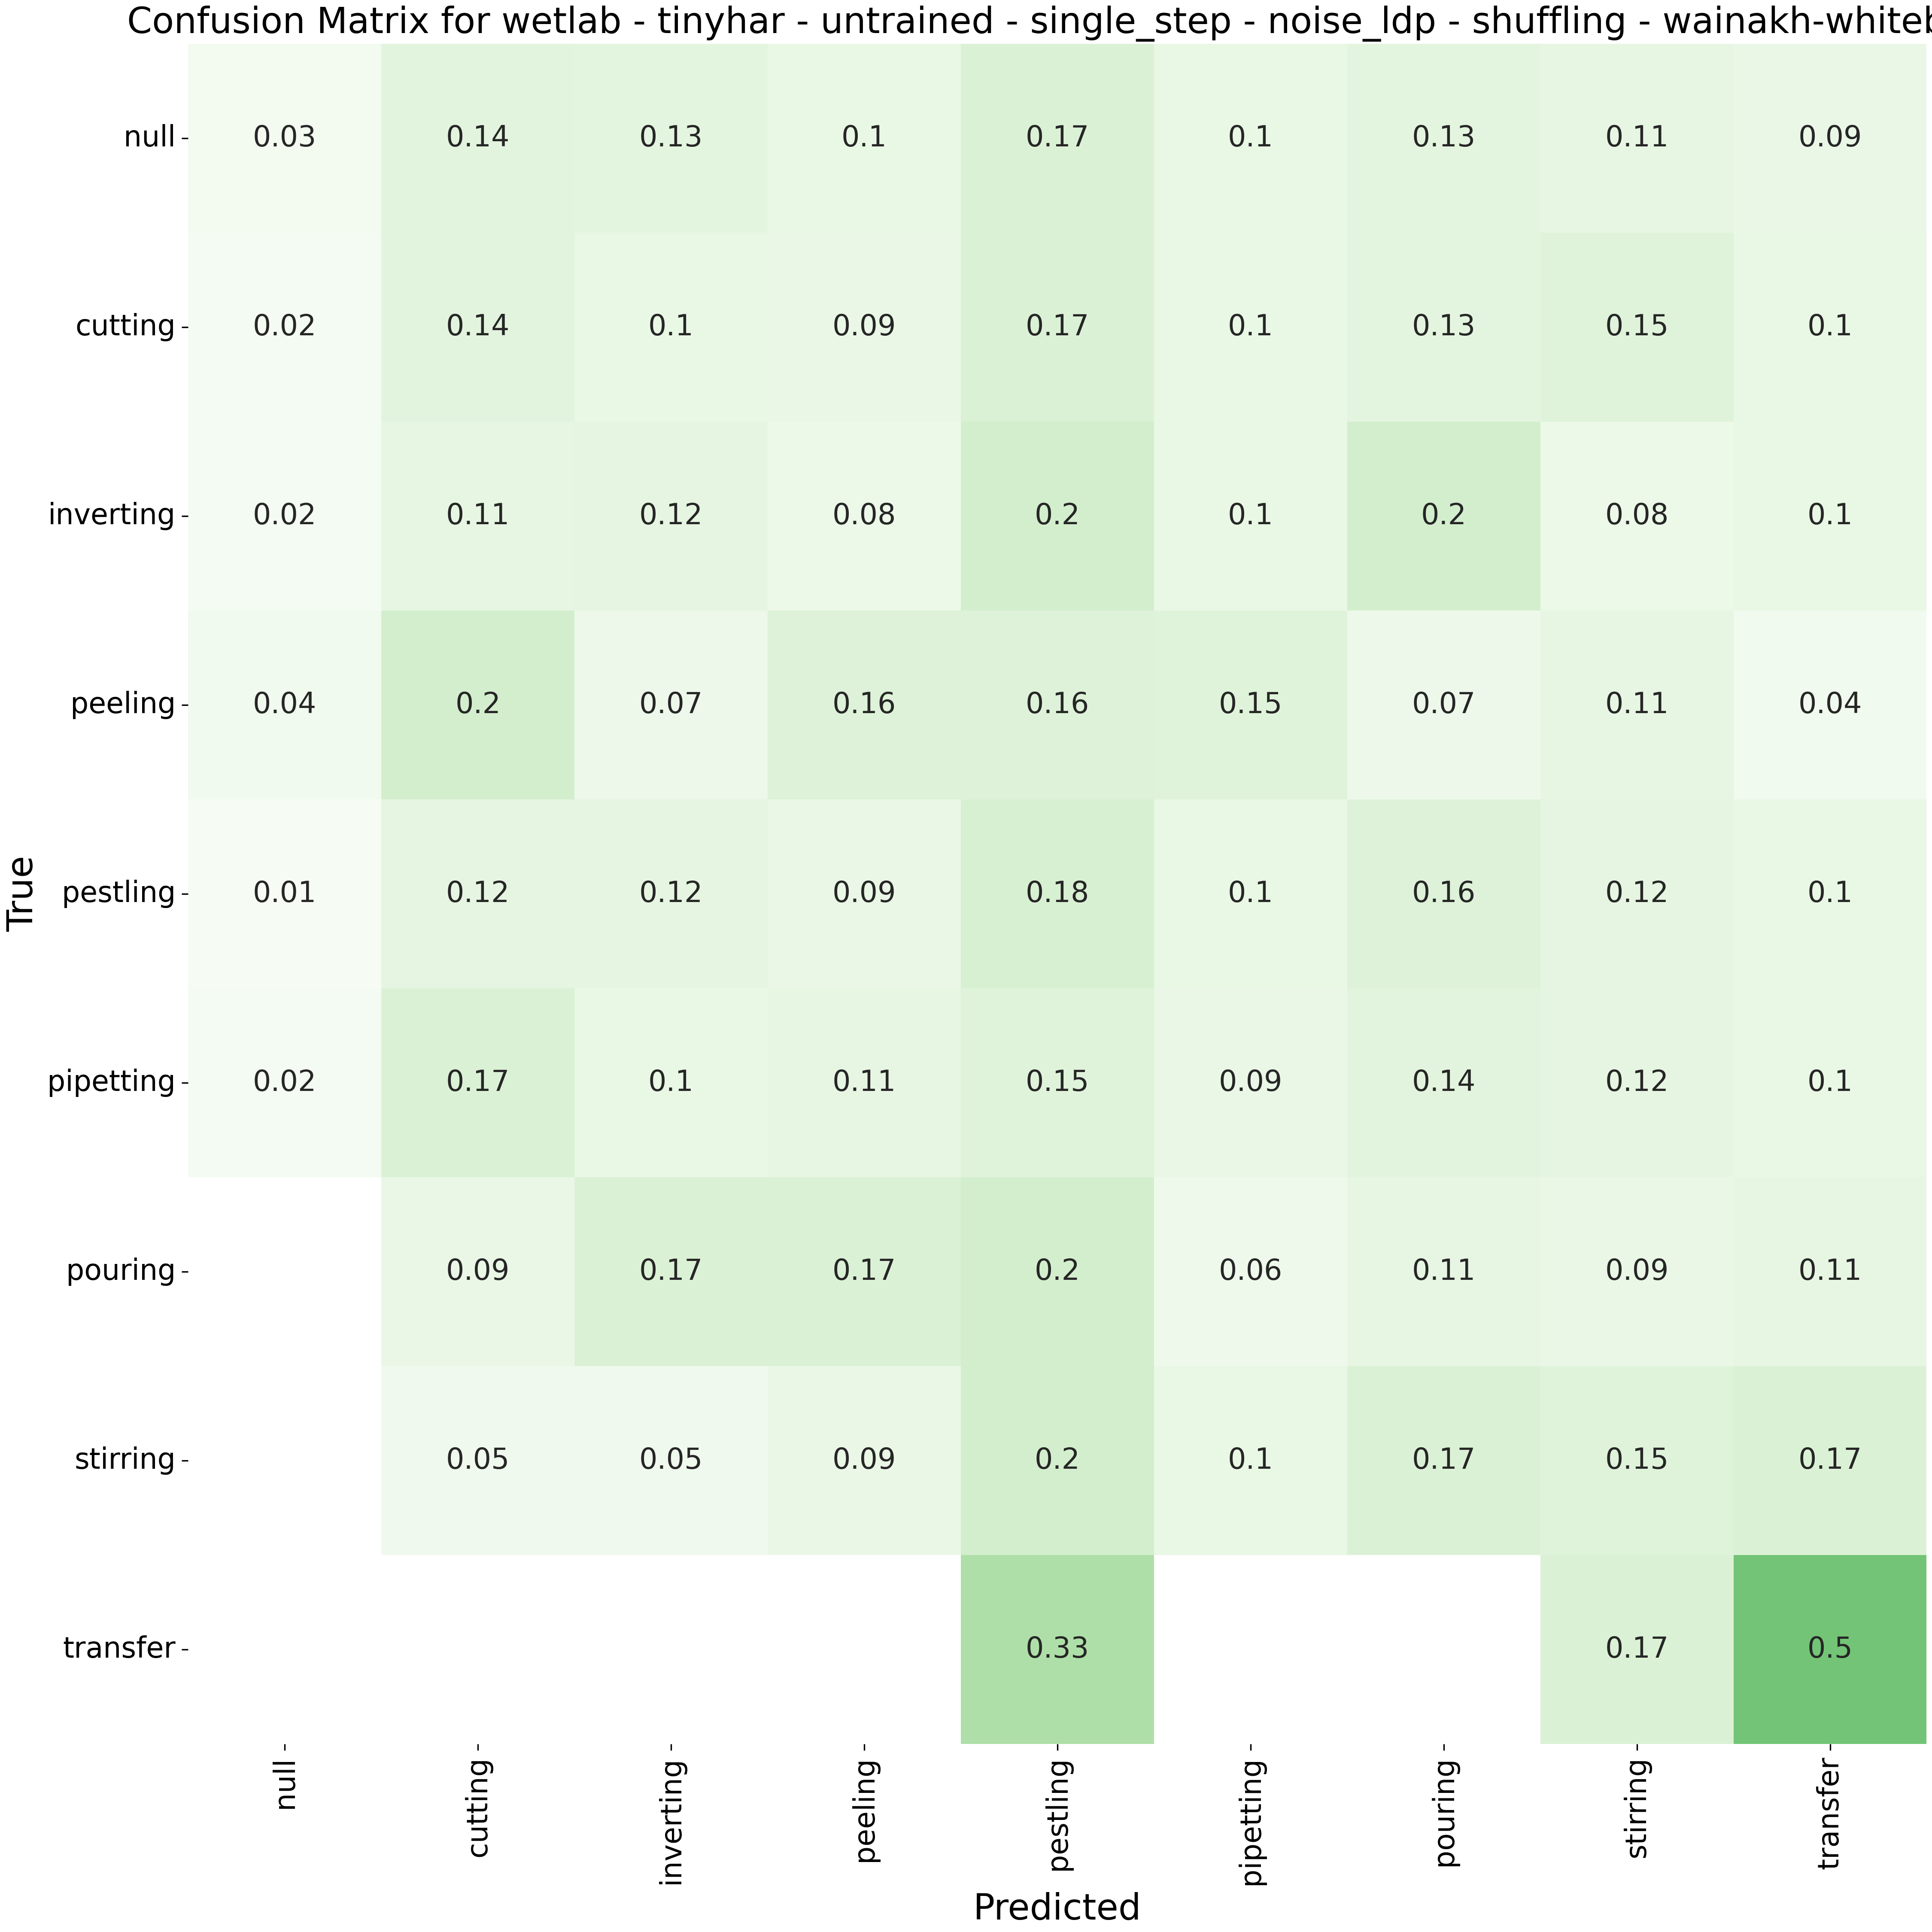 Confusion Matrix for wetlab - tinyhar - untrained - single_step - noise_ldp - shuffling - wainakh-whiteb
null 0.03 0.14 0.13 0.1 0.17 0.1 0.13 0.11 0.09
cutting 0.02 0.14 0.1 0.09 0.17 0.1 0.13 0.15 0.1
inverting 0.02 0.11 0.12 0.08 0.2 0.1 0.2 0.08 0.1
peeling 0.04 0.2 0.07 0.16 0.16 0.15 0.07 0.11 0.04
pestling 0.01 0.12 0.12 0.09 0.18 0.1 0.16 0.12 0.1
pipetting 0.02 0.17 0.1 0.11 0.15 0.09 0.14 0.12 0.1
pouring 0.09 0.17 0.17 0.2 0.06 0.11 0.09 0.11
stirring 0.05 0.05 0.09 0.2 0.1 0.17 0.15 0.17
transfer 0.33 0.17 0.5
True
null cutting inverting peeling pestling pipetting pouring stirring transfer
Predicted